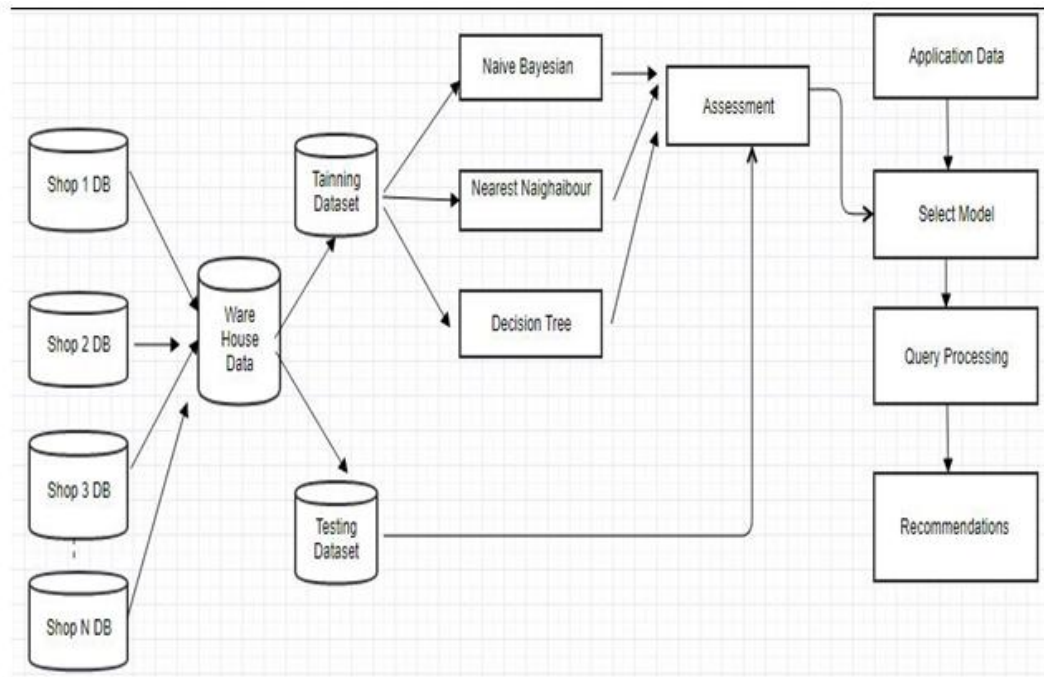 Shop 1 DB
Shop 2 DB
Shop 3 DB
Shop N DB
Ware
House
Data
Tainning
Dataset
Testing
Dataset
Naive Bayesian
Nearest Naighaibour
Decision Tree
Assessment
Application Data
Select Model
Query Processing
Recommendations